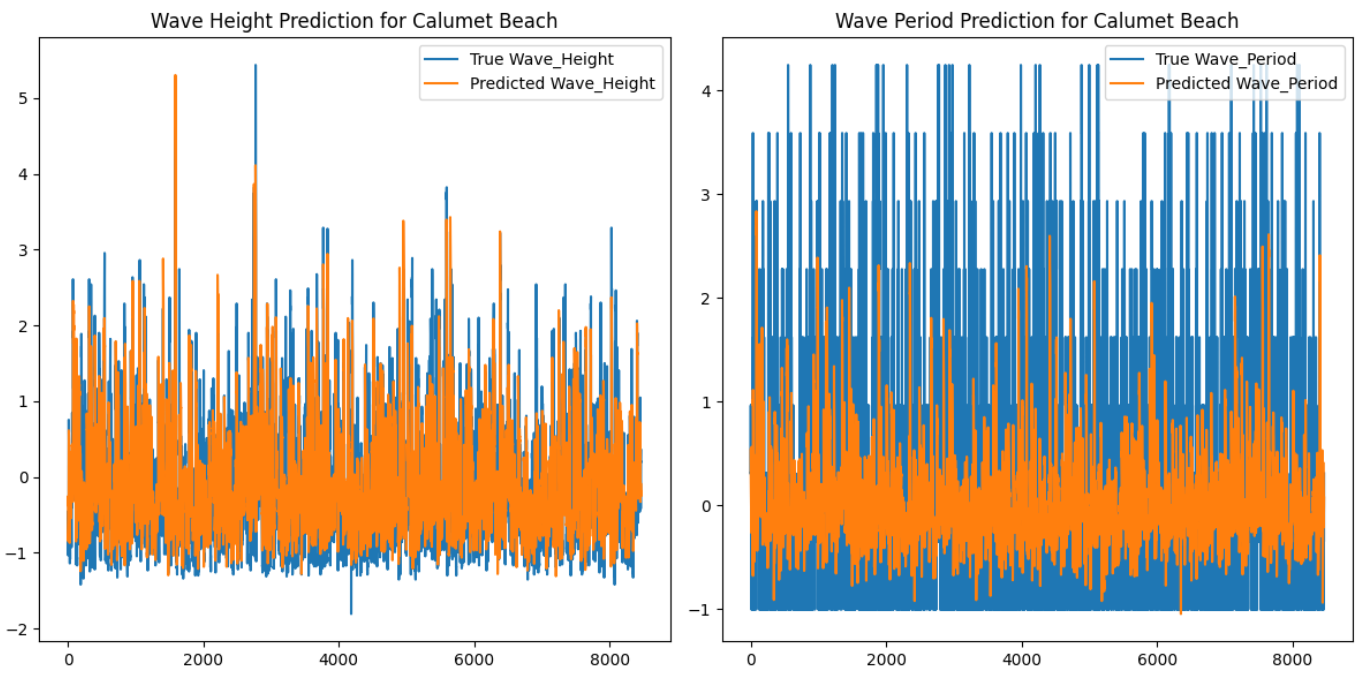 Wave Height Prediction for Calumet Beach
True Wave_Height
Predicted Wave_Height
5
4
3
2
1
0
−1
−2
0 2000 4000 6000 8000
Wave Period Prediction for Calumet Beach
True Wave_Period
Predicted Wave_Period
4
3
2
1
0
−1
0 2000 4000 6000 8000